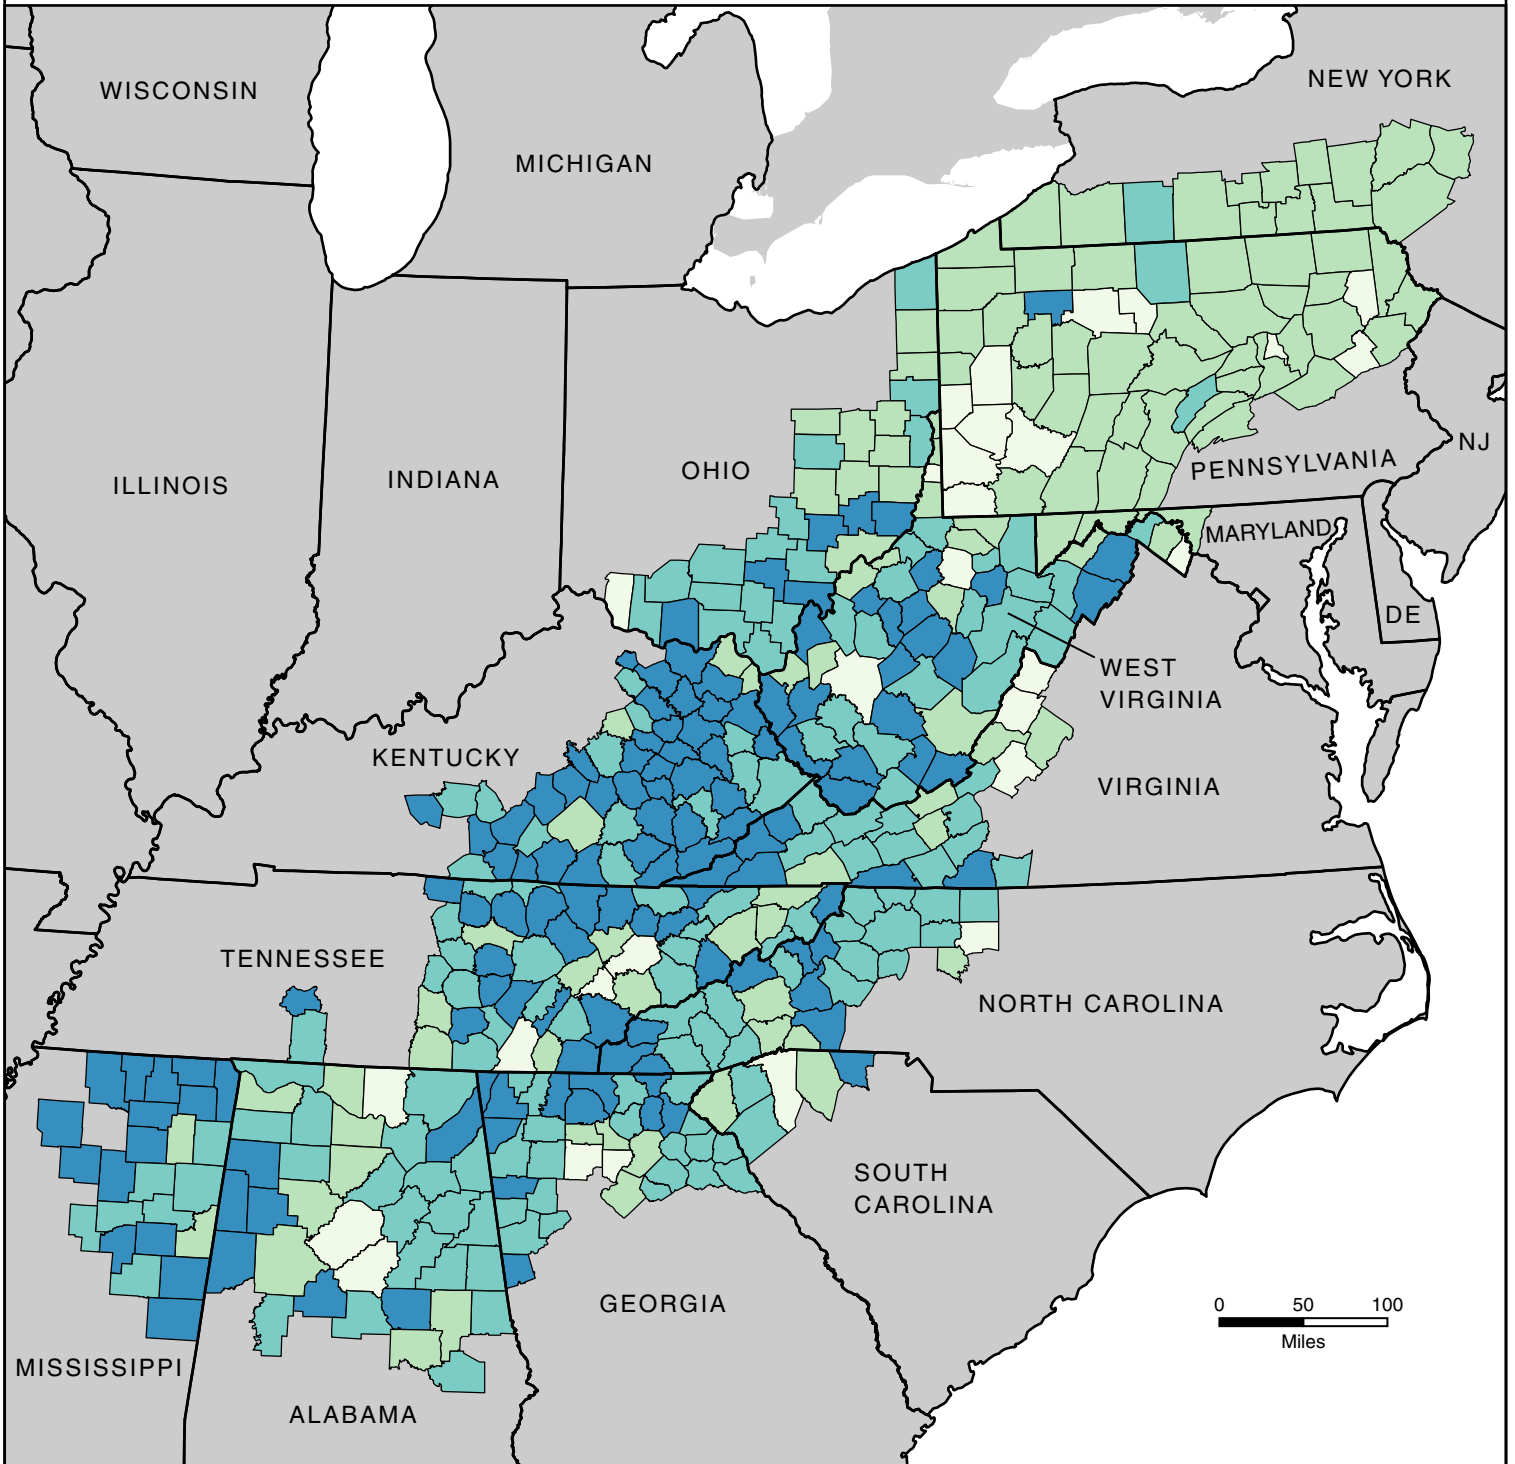 WISCONSIN
NEW YORK
MICHIGAN
ILLINOIS
INDIANA
OHIO
PENNSYLVANIA
NJ
MARYLAND
DE
WEST
VIRGINIA
KENTUCKY
VIRGINIA
TENNESSEE
NORTH CAROLINA
SOUTH
CAROLINA
GEORGIA
0 50 100
Miles
MISSISSIPPI
ALABAMA